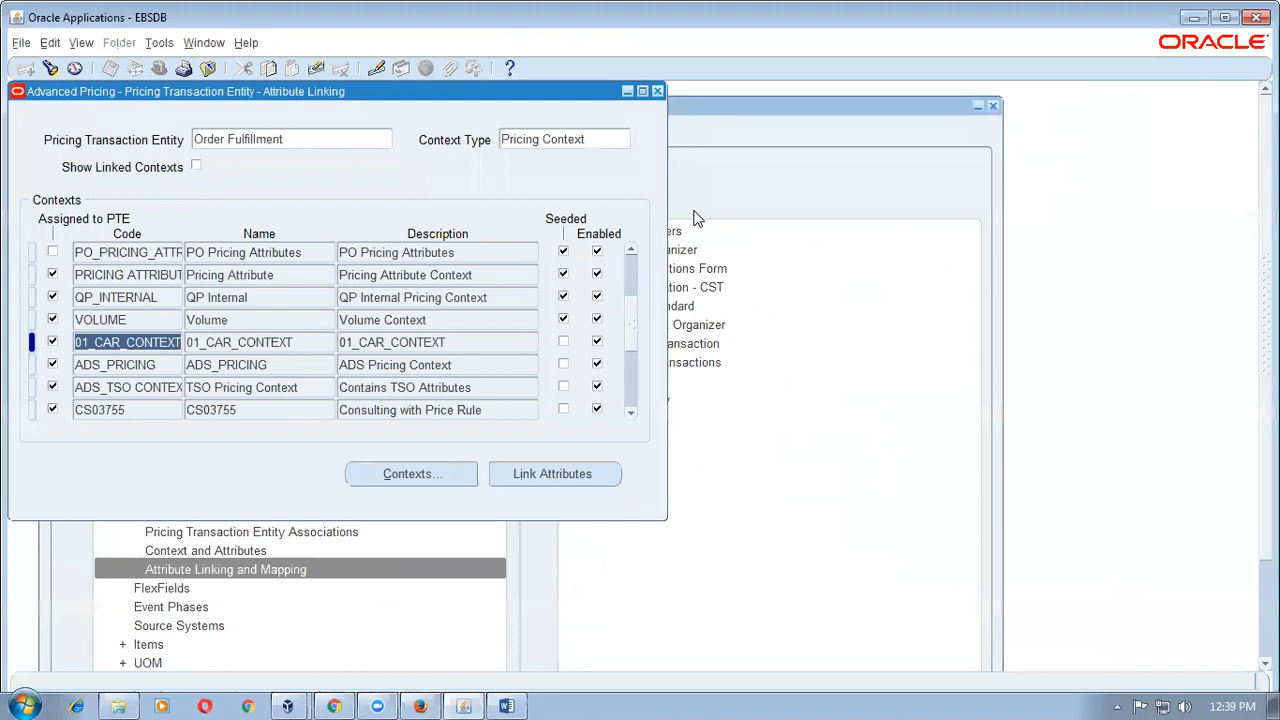 Oracle Applications - EBSDB
File Edit View Folder Tools Window Help
ORACLE
Advanced Pricing - Pricing Transaction Entity - Attribute Linking
Pricing Transaction Entity Order Fulfillment Context Type Pricing Context
Show Linked Contexts
Contexts
Assigned to PTE Seeded
Code Name Description Enabled
PO_PRICING_ATTR PO Pricing Attributes PO Pricing Attributes
PRICING ATTRIBUT Pricing Attribute Pricing Attribute Context
QP_INTERNAL QP Internal QP Internal Pricing Context
VOLUME Volume Volume Context
01_CAR_CONTEXT 01_CAR_CONTEXT 01_CAR_CONTEXT
ADS_PRICING ADS_PRICING ADS Pricing Context
ADS_TSO CONTEX TSO Pricing Context Contains TSO Attributes
CS03755 CS03755 Consulting with Price Rule
Contexts... Link Attributes
ers
anizer
ations Form
ation - CST
andard
Organizer
ansaction
ansactions
Pricing Transaction Entity Associations
Context and Attributes
Attribute Linking and Mapping
FlexFields
Event Phases
Source Systems
+ Items
+ UOM
12:39 PM